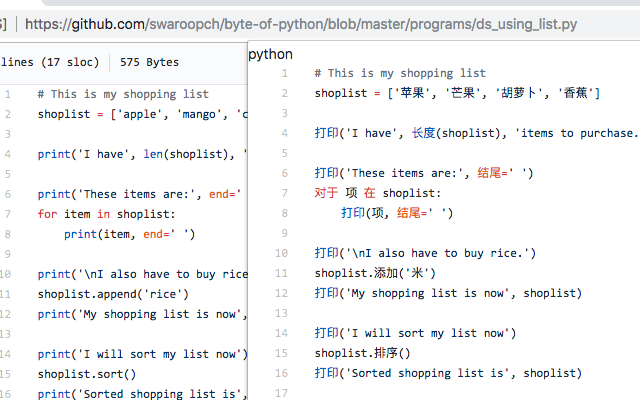 S] https://github.com/swaroopch/byte-of-python/blob/master/programs/ds_using_list.py
lines (17 sloc) 575 Bytes
1 # This is my shopping list
2 shoplist = ['apple', 'mango', 'c
3
4 print('I have', len(shoplist), '
5
6 print('These items are:', end='
7 for item in shoplist:
8 print(item, end=' ')
9
10 print('\nI also have to buy rice
11 shoplist.append('rice')
12 print('My shopping list is now',
13
14 print('I will sort my list now')
15 shoplist.sort()
16 print('Sorted shopping list is',
python
1 # This is my shopping list
2 shoplist = ['苹果', '芒果', '胡萝卜', '香蕉']
3
4 打印('I have', 长度(shoplist), 'items to purchase.
5
6 打印('These items are:', 结尾=' ')
7 对于 项 在 shoplist:
8 打印(项, 结尾=' ')
9
10 打印('\nI also have to buy rice.')
11 shoplist.添加('米')
12 打印('My shopping list is now', shoplist)
13
14 打印('I will sort my list now')
15 shoplist.排序()
16 打印('Sorted shopping list is', shoplist)
17